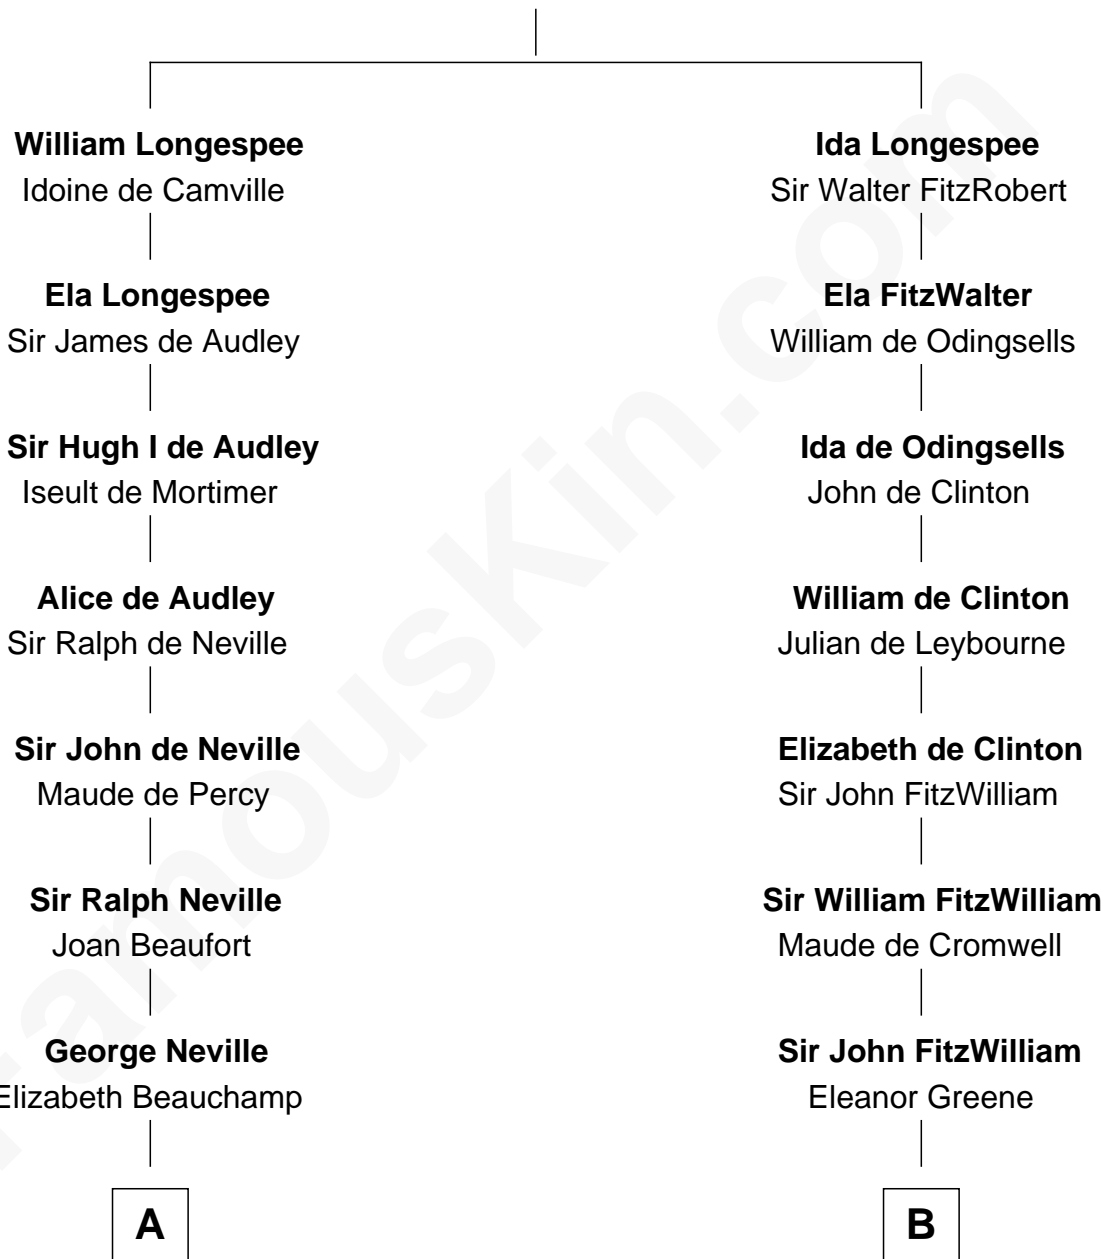 William Longespee
Idoine de Camville
Ela Longespee
Sir James de Audley
Sir Hugh I de Audley
Iseult de Mortimer
Alice de Audley
Sir Ralph de Neville
Sir John de Neville
Maude de Percy
Sir Ralph Neville
Joan Beaufort
George Neville
Elizabeth Beauchamp
A
Ida Longespee
Sir Walter FitzRobert
Ela FitzWalter
William de Odingsells
Ida de Odingsells
John de Clinton
William de Clinton
Julian de Leybourne
Elizabeth de Clinton
Sir John FitzWilliam
Sir William FitzWilliam
Maude de Cromwell
Sir John FitzWilliam
Eleanor Greene
B
FamousKin.com